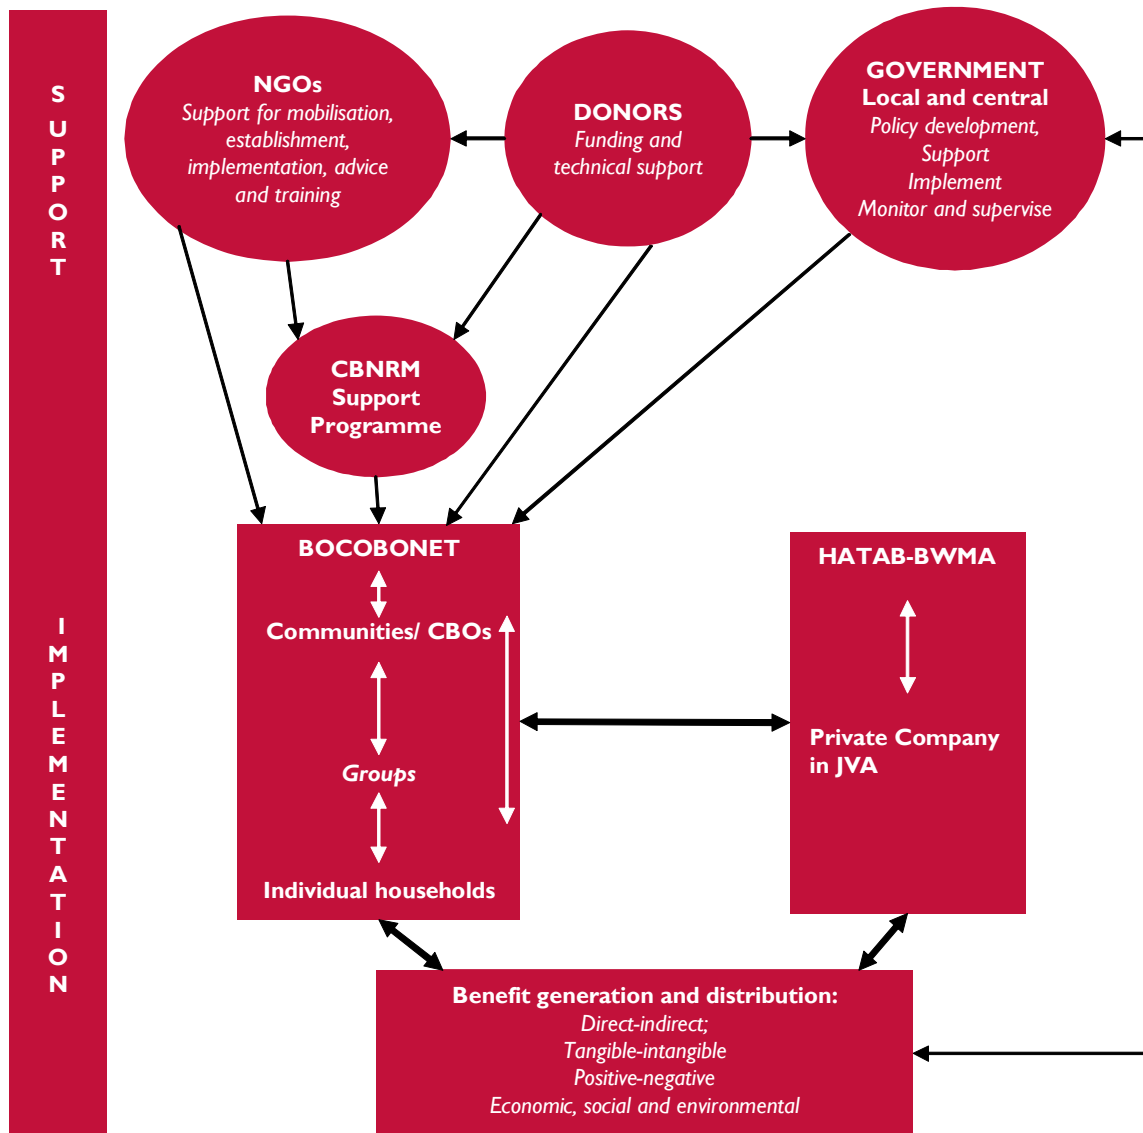 SUPPORT
IMPLEMENTATION
NGOs
Support for mobilisation,
establishment,
implementation, advice
and training
DONORS
Funding and
technical support
GOVERNMENT
Local and central
Policy development,
Support
Implement
Monitor and supervise
CBNRM
Support
Programme
BOCOBONET
Communities/ CBOs
Groups
Individual households
HATAB-BWMA
Private Company
in JVA
Benefit generation and distribution:
Direct-indirect;
Tangible-intangible
Positive-negative
Economic, social and environmental